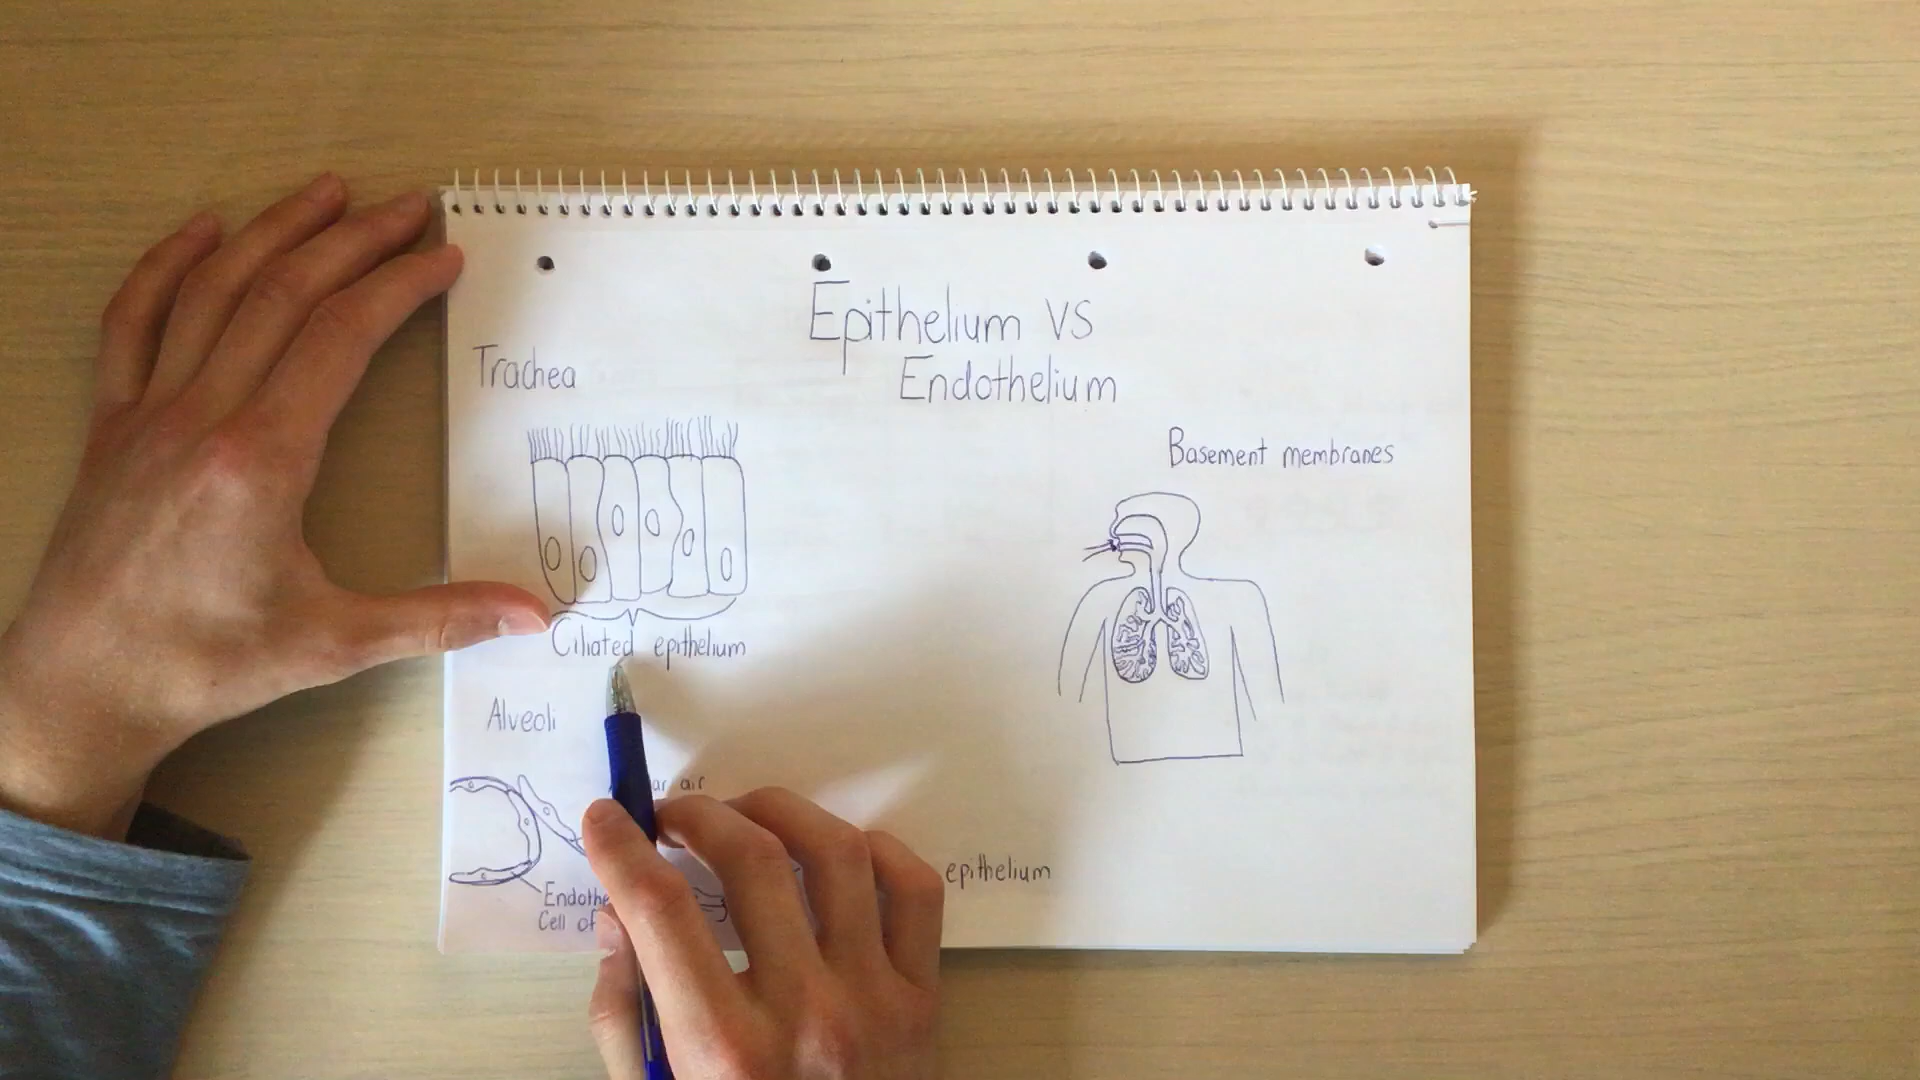 Epithelium VS
Endothelium
Trachea
Basement membranes
Ciliated epithelium
Alveoli
air
epithelium
Cell of